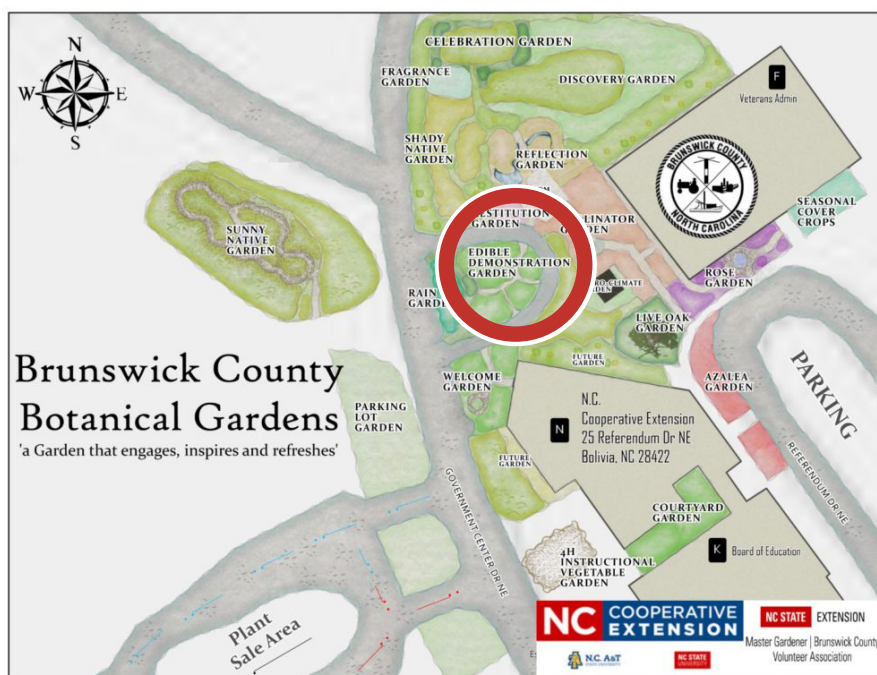 N
W
E
S
CELEBRATION GARDEN
FRAGRANCE
GARDEN
DISCOVERY GARDEN
F
Veterans Admin
SHADY
NATIVE
GARDEN
REFLECTION
GARDEN
BRUNSWICK COUNTY
NORTH CAROLINA
SEASONAL
COVER
CROPS
GARDEN
GARDEN
SUNNY
NATIVE
GARDEN
EDIBLE
DEMONSTRATION
GARDEN
RAIN
ROSE
GARDEN
LIVE OAK
GARDEN
FUTURE
GARDEN
Brunswick County
Botanical Gardens
'a Garden that engages, inspires and refreshes'
WELCOME
GARDEN
AZALEA
GARDEN
PARKING
PARKING
LOT
GARDEN
N
N.C.
Cooperative Extension
25 Referendum Dr NE
Bolivia, NC 28422
FUTURE
GARDEN
GOVERNMENT CENTER DR NE
REFERENDUM DR NE
COURTYARD
GARDEN
K
Board of Education
4H
INSTRUCTIONAL
VEGETABLE
GARDEN
Plant
Sale Area
NC COOPERATIVE
EXTENSION
NC STATE EXTENSION
Master Gardener | Brunswick County
Volunteer Association
N.C. A&T
NC STATE
UNIVERSITY